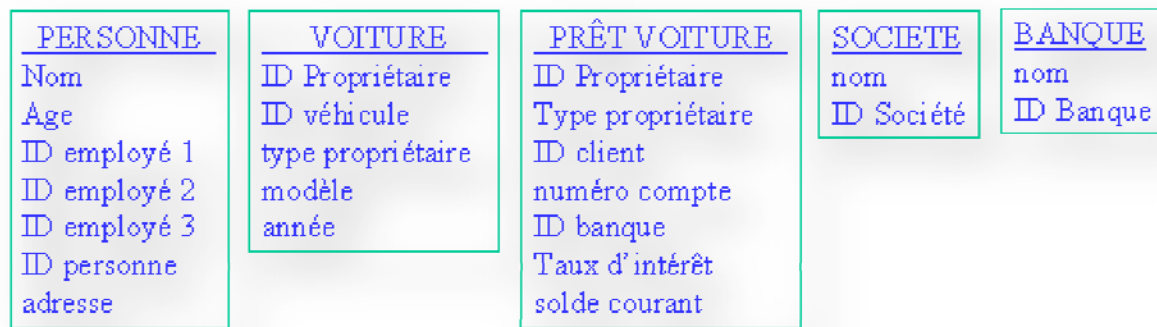 PERSONNE
Nom
Age
ID employé 1
ID employé 2
ID employé 3
ID personne
adresse
VOITURE
ID Propriétaire
ID véhicule
type propriétaire
modèle
année
PRÊT VOITURE
ID Propriétaire
Type propriétaire
ID client
numéro compte
ID banque
Taux d'intérêt
solde courant
SOCIETE
nom
ID Société
BANQUE
nom
ID Banque